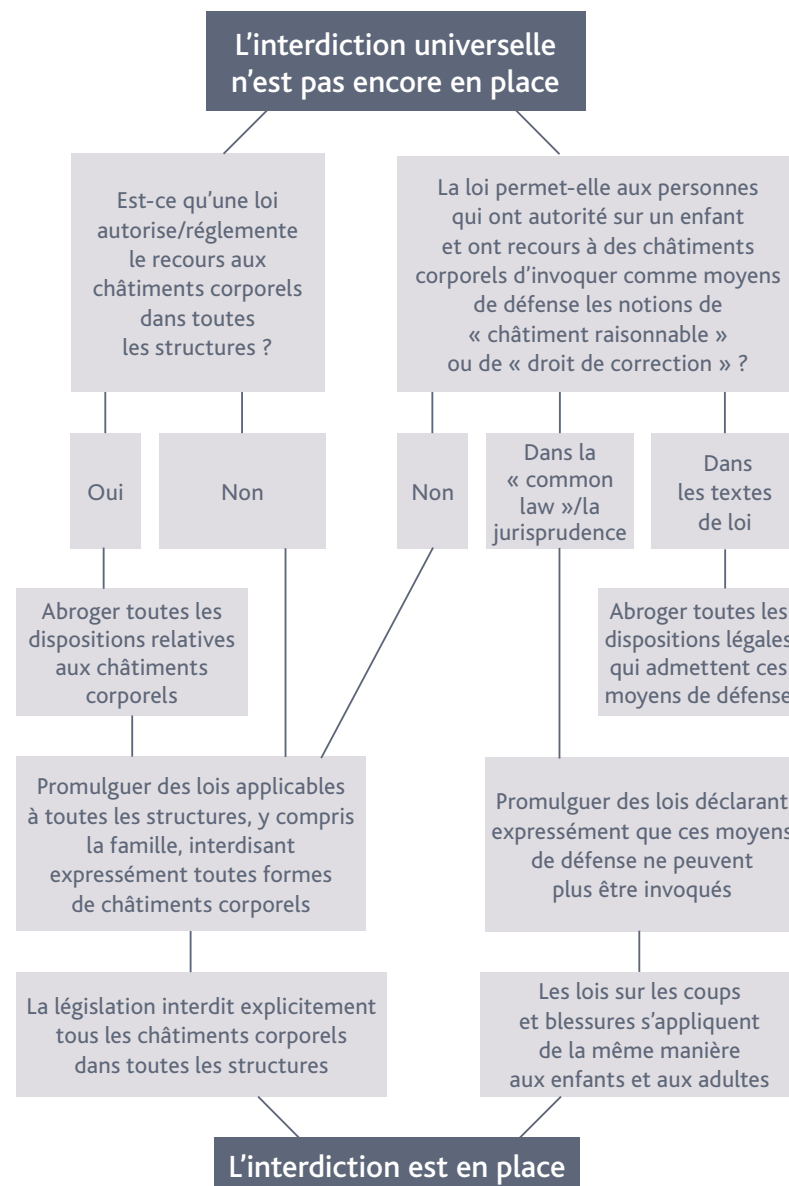 L'interdiction universelle
n'est pas encore en place
Est-ce qu'une loi
autorise/réglemente
le recours aux
châtiments corporels
dans toutes
les structures ?
La loi permet-elle aux personnes
qui ont autorité sur un enfant
et ont recours à des châtiments
corporels d'invoquer comme moyens
de défense les notions de
« châtiment raisonnable »
ou de « droit de correction » ?
Oui
Non
Non
Dans la
« common
law »/la
jurisprudence
Dans
les textes
de loi
Abroger toutes les
dispositions relatives
aux châtiments
corporels
Abroger toutes les
dispositions légales
qui admettent ces
moyens de défense
Promulguer des lois applicables
à toutes les structures, y compris
la famille, interdisant
expressément toutes formes
de châtiments corporels
Promulguer des lois déclarant
expressément que ces moyens
de défense ne peuvent
plus être invoqués
La législation interdit explicitement
tous les châtiments corporels
dans toutes les structures
Les lois sur les coups
et blessures s'appliquent
de la même manière
aux enfants et aux adultes
L'interdiction est en place